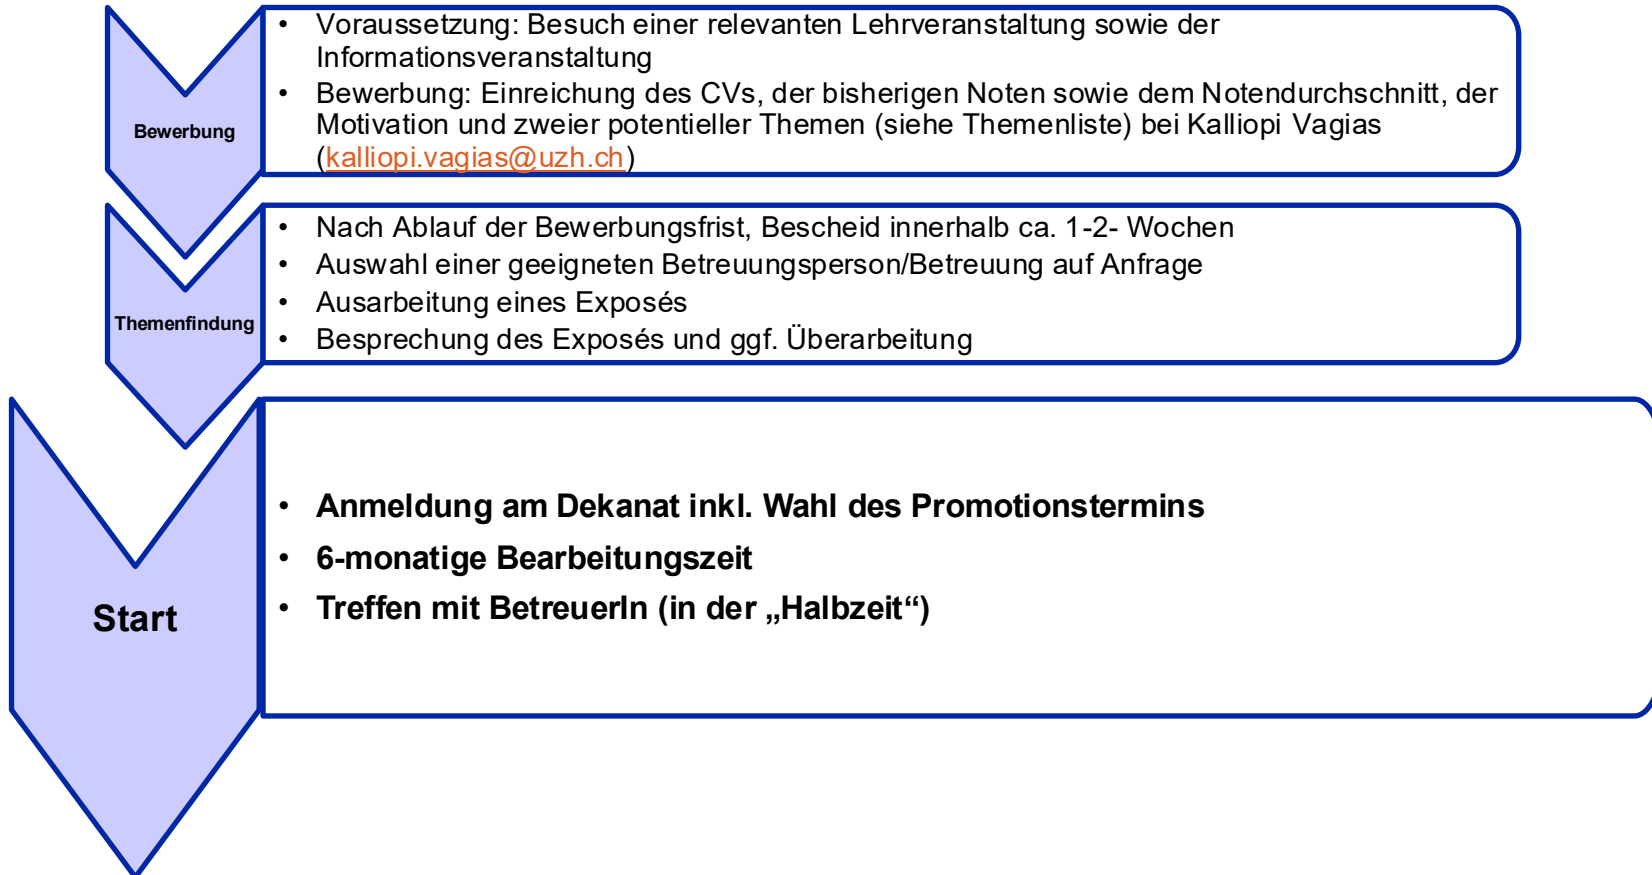 Bewerbung
• Voraussetzung: Besuch einer relevanten Lehrveranstaltung sowie der
Informationsveranstaltung
• Bewerbung: Einreichung des CVs, der bisherigen Noten sowie dem Notendurchschnitt, der
Motivation und zweier potentieller Themen (siehe Themenliste) bei Kalliopi Vagias
(kalliopi.vagias@uzh.ch)
Themenfindung
• Nach Ablauf der Bewerbungsfrist, Bescheid innerhalb ca. 1-2- Wochen
• Auswahl einer geeigneten Betreuungsperson/Betreuung auf Anfrage
• Ausarbeitung eines Exposés
• Besprechung des Exposés und ggf. Überarbeitung
Start
• Anmeldung am Dekanat inkl. Wahl des Promotionstermins
• 6-monatige Bearbeitungszeit
• Treffen mit BetreuerIn (in der „Halbzeit“)